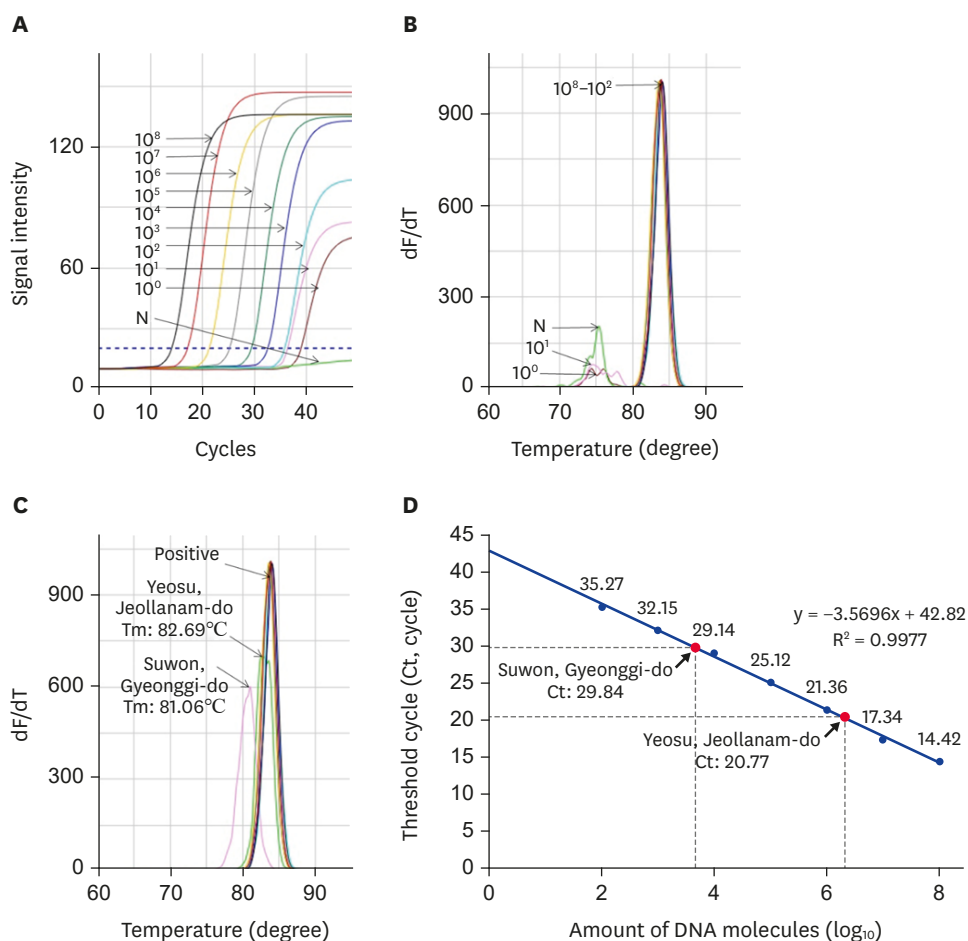 A
Signal intensity
120
60
0
10⁸
10⁷
10⁶
10⁵
10⁴
10³
10²
10¹
10⁰
N
0 10 20 30 40
Cycles
B
dF/dT
900
600
300
0
10⁸–10²
N
10¹
10⁰
60 70 80 90
Temperature (degree)
C
dF/dT
900
600
300
0
Positive
Yeosu,
Jeollanam-do
Tm: 82.69°C
Suwon,
Gyeonggi-do
Tm: 81.06°C
60 70 80 90
Temperature (degree)
D
Threshold cycle (Ct, cycle)
45
40
35
30
25
20
15
10
5
0
35.27
32.15
29.14
25.12
21.36
17.34
14.42
y = −3.5696x + 42.82
R² = 0.9977
Suwon, Gyeonggi-do
Ct: 29.84
Yeosu, Jeollanam-do
Ct: 20.77
0 2 4 6 8
Amount of DNA molecules (log₁₀)